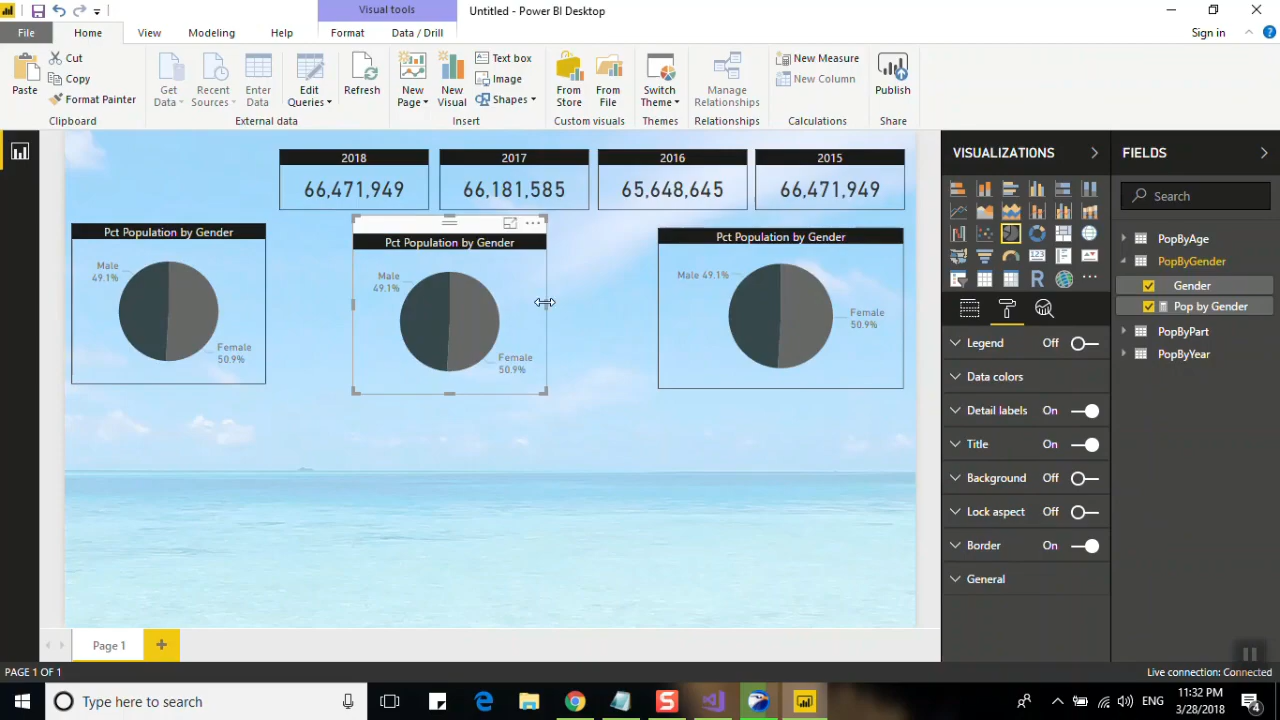 Visual tools
Untitled - Power BI Desktop
File
Home
View
Modeling
Help
Format
Data / Drill
Sign in
Paste
Cut
Copy
Format Painter
Clipboard
Get Data
Recent Sources
Enter Data
Edit Queries
Refresh
External data
New Page
New Visual
Text box
Image
Shapes
Insert
From Store
From File
Custom visuals
Switch Theme
Themes
Manage Relationships
Relationships
New Measure
New Column
Calculations
Publish
Share
2018
66,471,949
2017
66,181,585
2016
65,648,645
2015
66,471,949
Pct Population by Gender
Male
49.1%
Female
50.9%
Pct Population by Gender
Male
49.1%
Female
50.9%
Pct Population by Gender
Male 49.1%
Female
50.9%
VISUALIZATIONS
R
Legend Off
Data colors
Detail labels On
Title On
Background Off
Lock aspect Off
Border On
General
FIELDS
Search
PopByAge
PopByGender
Gender
Pop by Gender
PopByPart
PopByYear
Page 1
PAGE 1 OF 1
Live connection: Connected
Type here to search
ENG
11:32 PM
3/28/2018
4